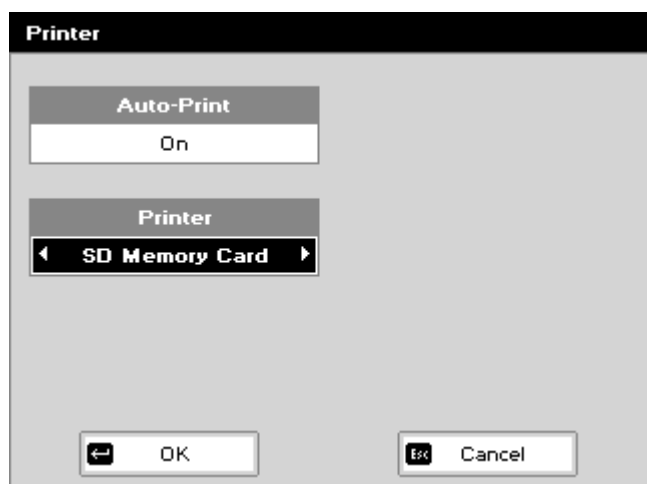 Printer
Auto-Print
On
Printer
SD Memory Card
OK
Esc Cancel